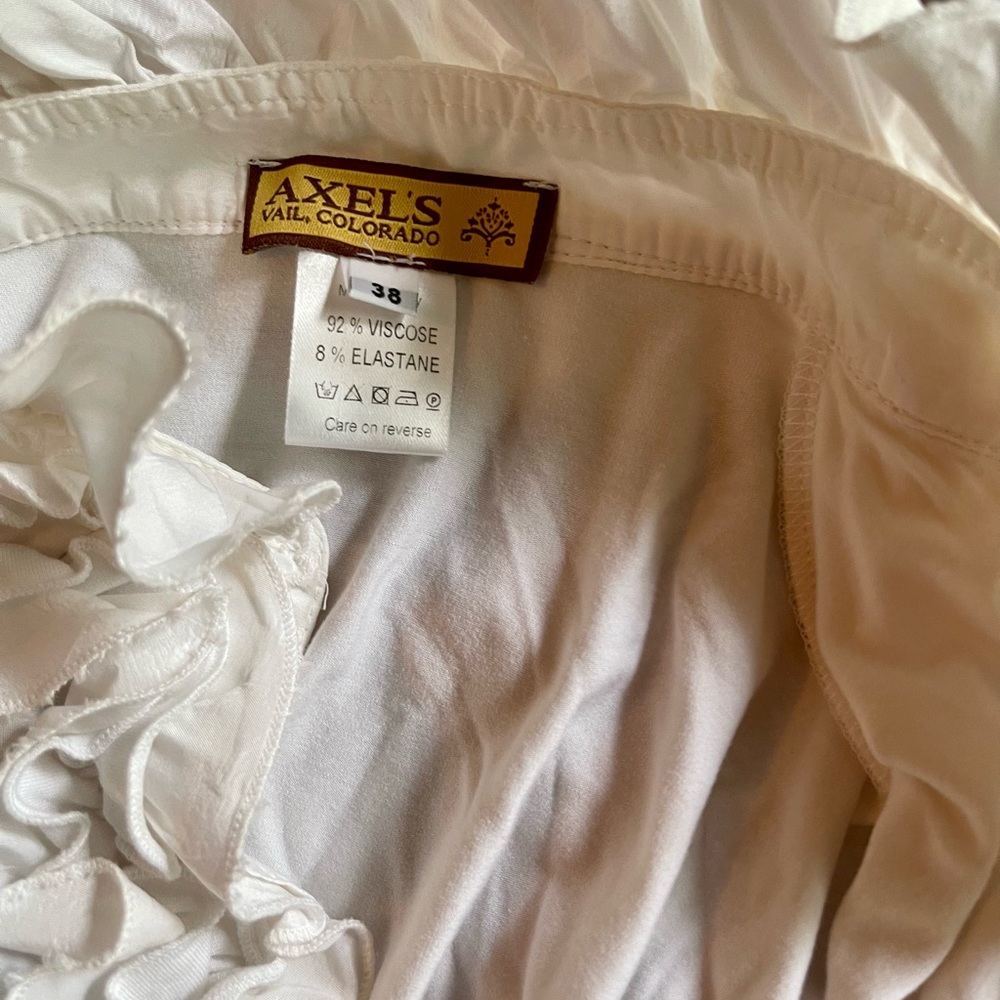 AXEL'S
VAIL, COLORADO
38
92 % VISCOSE
8 % ELASTANE
P
Care on reverse